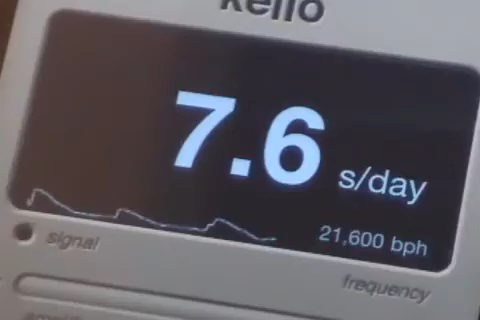 kello
7.6 s/day
21,600 bph
signal
frequency